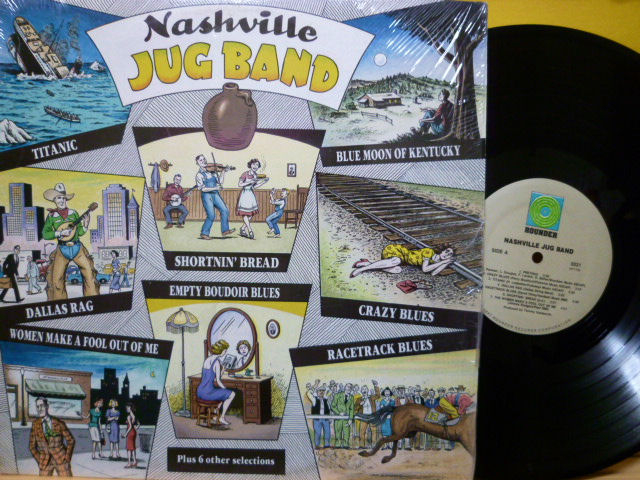 Nashville
JUG BAND
TITANIC
BLUE MOON OF KENTUCKY
SHORTNIN' BREAD
DALLAS RAG
EMPTY BOUDOIR BLUES
CRAZY BLUES
WOMEN MAKE A FOOL OUT OF ME
RACETRACK BLUES
Plus 6 other selections
ROUNDER
NASHVILLE JUG BAND
SIDE A